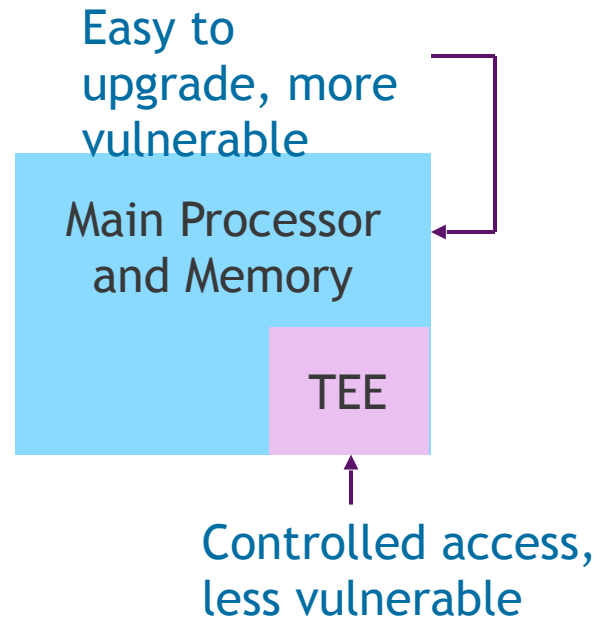 Easy to
upgrade, more
vulnerable
Main Processor
and Memory
TEE
Controlled access,
less vulnerable